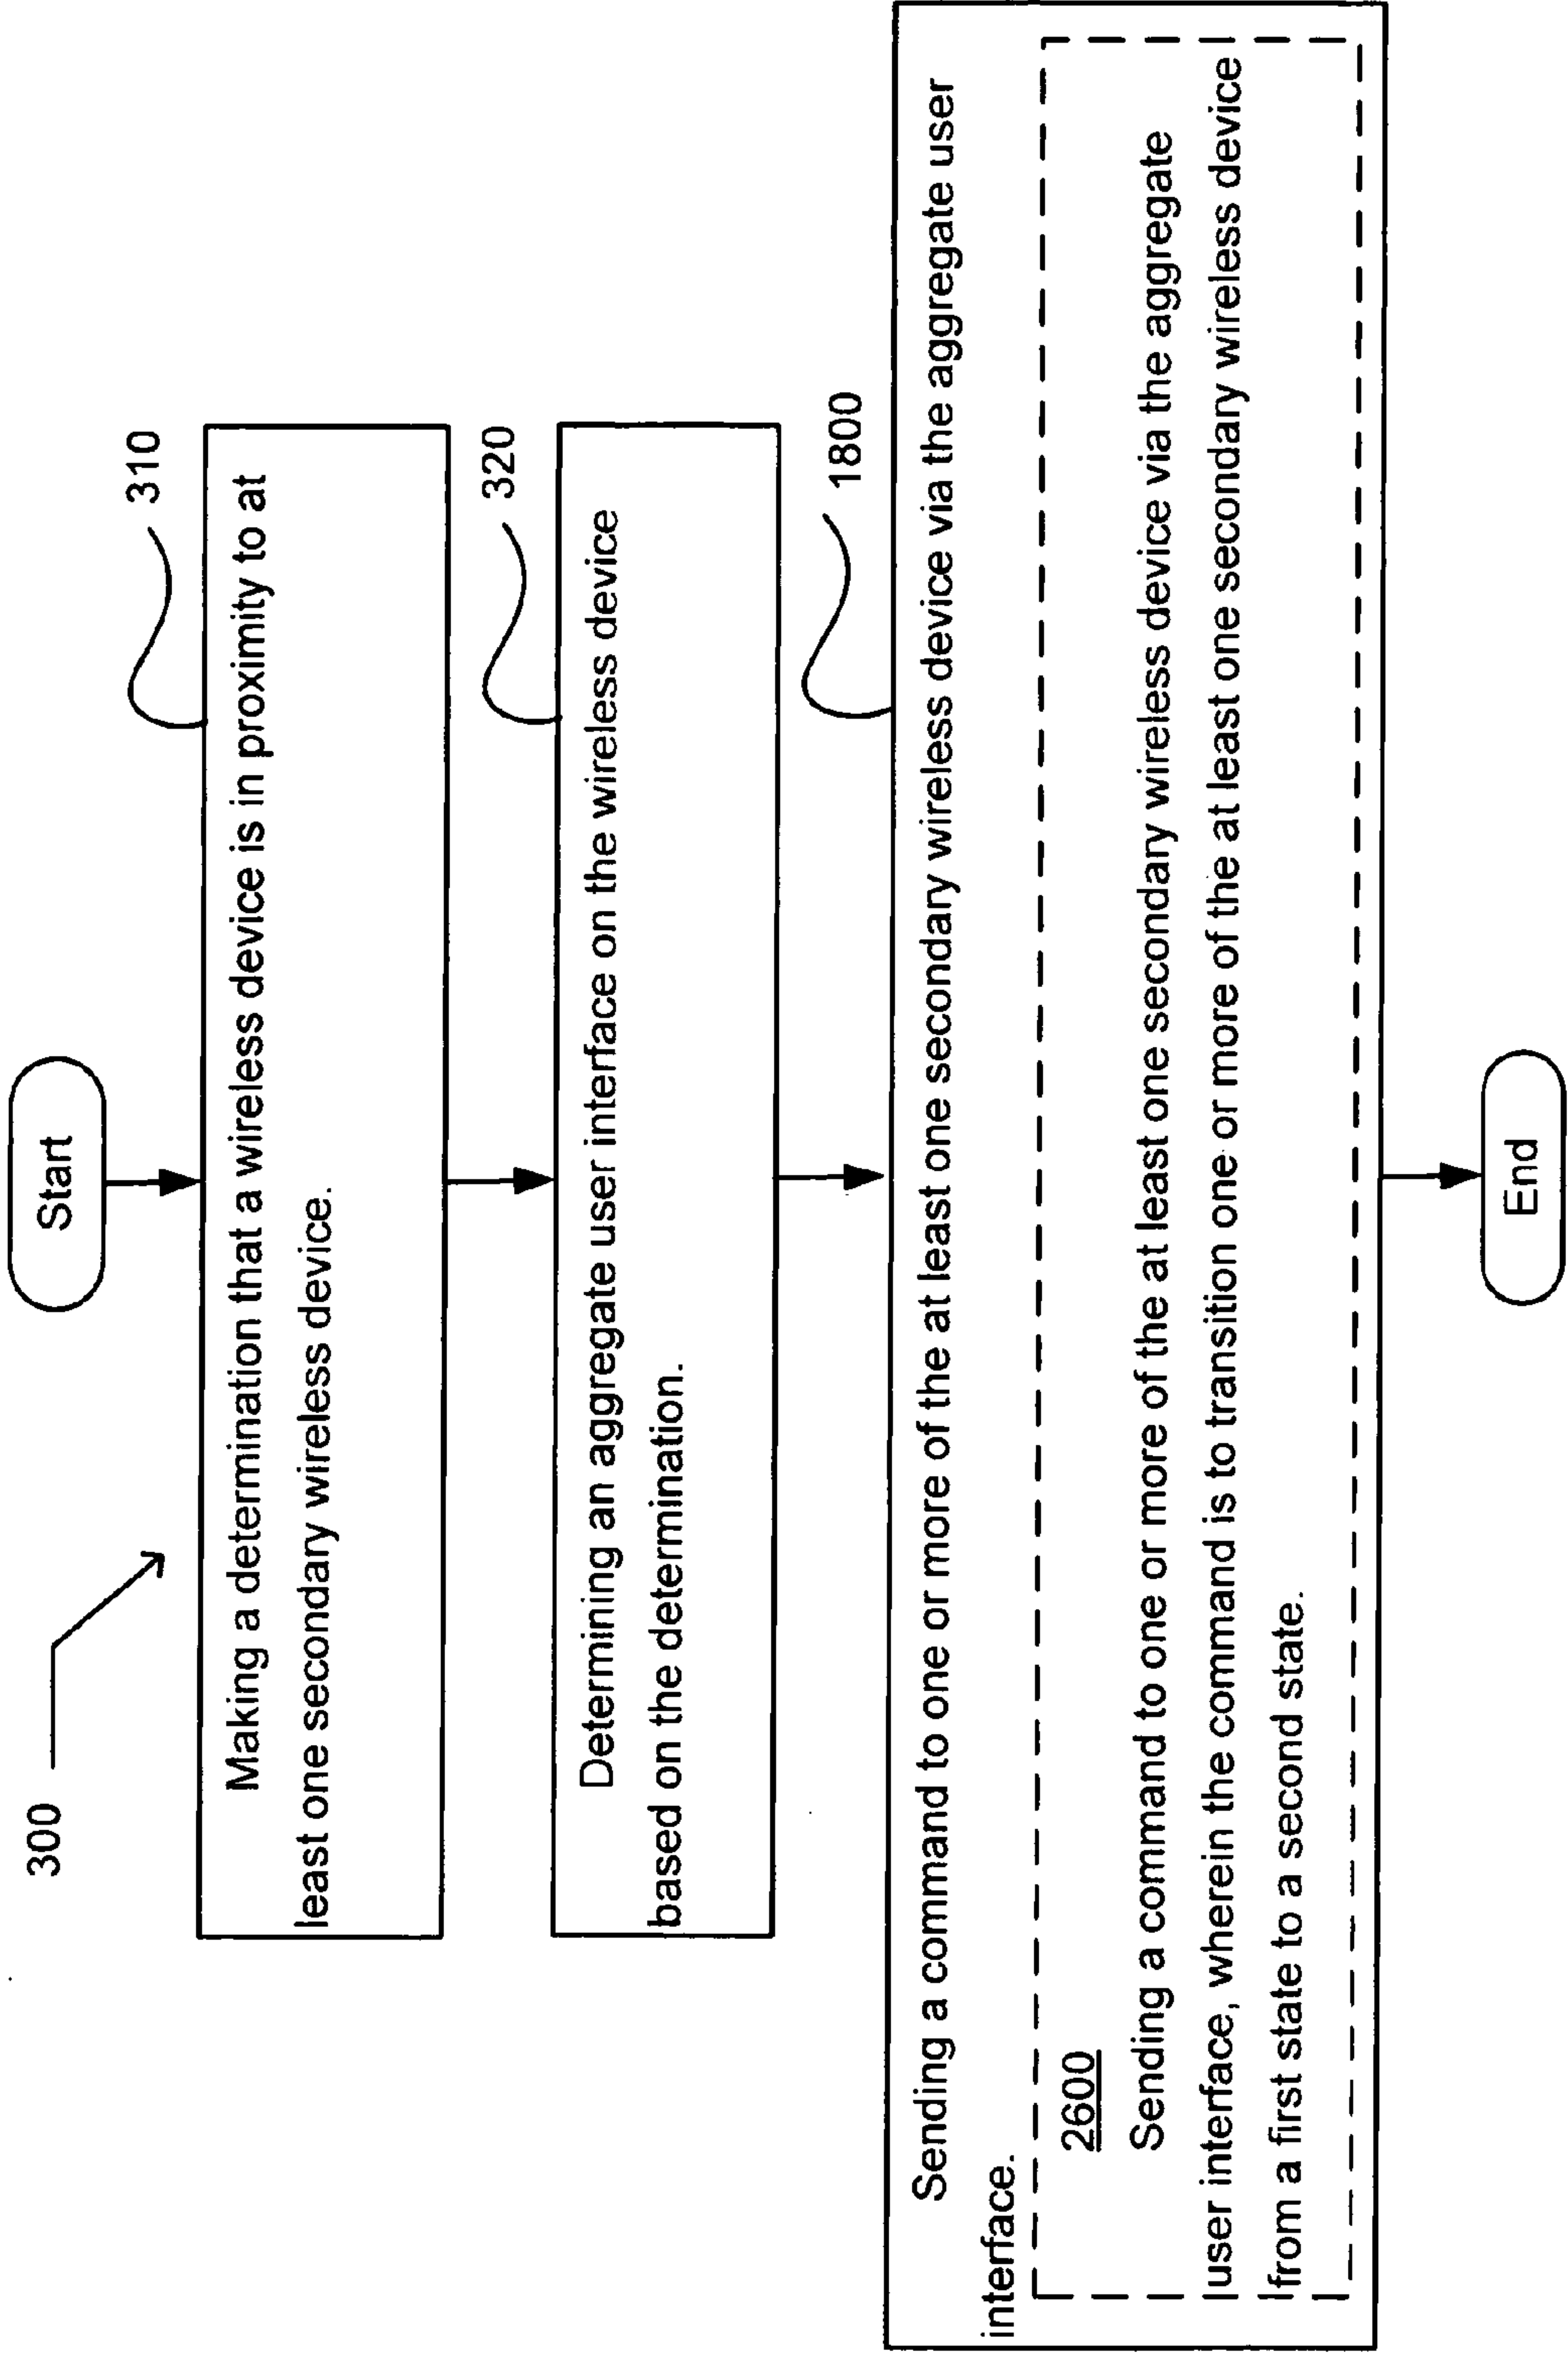 300
Start
310
Making a determination that a wireless device is in proximity to at
least one secondary wireless device.
320
Determining an aggregate user interface on the wireless device
based on the determination.
1800
Sending a command to one or more of the at least one secondary wireless device via the aggregate user
interface.
2600
Sending a command to one or more of the at least one secondary wireless device via the aggregate
user interface, wherein the command is to transition one or more of the at least one secondary wireless device
from a first state to a second state.
End